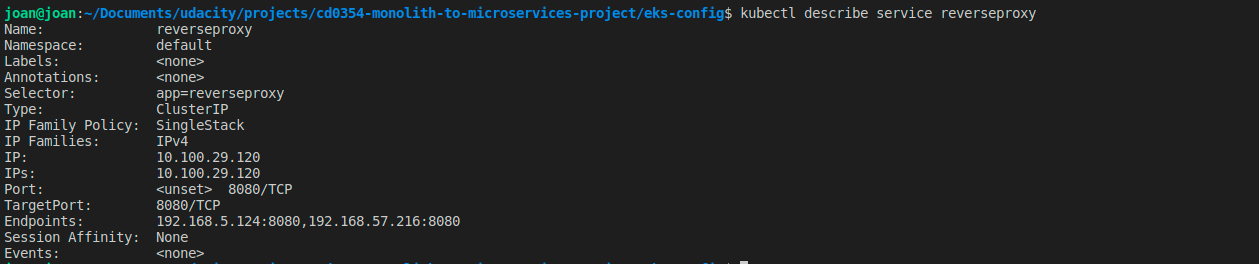 joan@joan:~/Documents/udacity/projects/cd0354-monolith-to-microservices-project/eks-config$ kubectl describe service reverseproxy
Name: reverseproxy
Namespace: default
Labels: <none>
Annotations: <none>
Selector: app=reverseproxy
Type: ClusterIP
IP Family Policy: SingleStack
IP Families: IPv4
IP: 10.100.29.120
IPs: 10.100.29.120
Port: <unset> 8080/TCP
TargetPort: 8080/TCP
Endpoints: 192.168.5.124:8080,192.168.57.216:8080
Session Affinity: None
Events: <none>